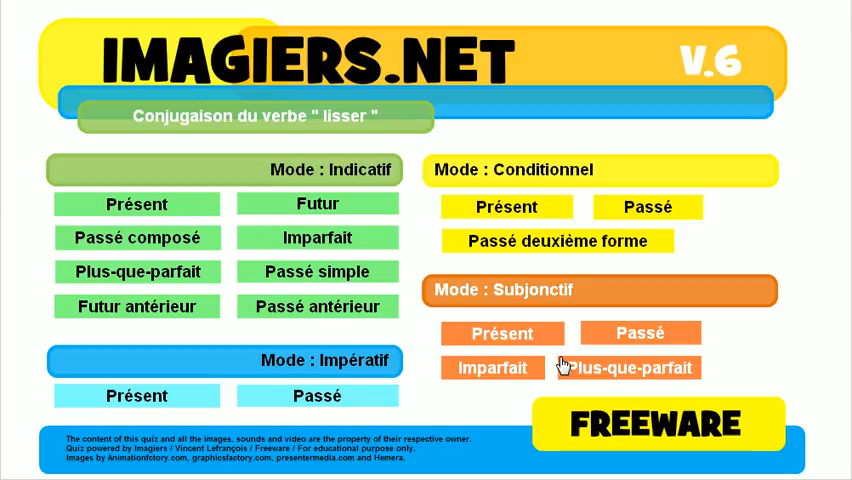 IMAGIERS.NET
V.6
Conjugaison du verbe " lisser "
Mode : Indicatif
Présent
Futur
Passé composé
Imparfait
Plus-que-parfait
Passé simple
Futur antérieur
Passé antérieur
Mode : Impératif
Présent
Passé
Mode : Conditionnel
Présent
Passé
Passé deuxième forme
Mode : Subjonctif
Présent
Passé
Imparfait
Plus-que-parfait
FREEWARE
The content of this quiz and all the images, sounds and video are the property of their respective owner.
Quiz powered by Imagiers / Vincent Lefrançois / Freeware / For educational purpose only.
Images by Animationfctory.com, graphicsfactory.com, presentermedia.com and Hemera.